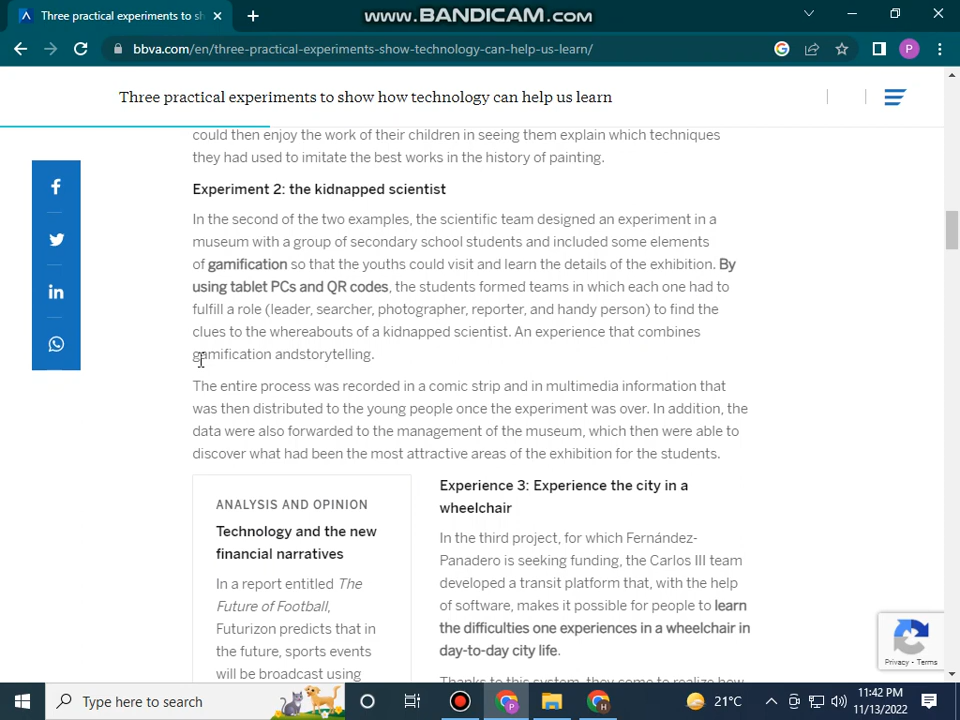 Three practical experiments to sh
www.BANDICAM.com
bbva.com/en/three-practical-experiments-show-technology-can-help-us-learn/
P
Three practical experiments to show how technology can help us learn
could then enjoy the work of their children in seeing them explain which techniques
they had used to imitate the best works in the history of painting.
Experiment 2: the kidnapped scientist
In the second of the two examples, the scientific team designed an experiment in a
museum with a group of secondary school students and included some elements
of gamification so that the youths could visit and learn the details of the exhibition. By
using tablet PCs and QR codes, the students formed teams in which each one had to
fulfill a role (leader, searcher, photographer, reporter, and handy person) to find the
clues to the whereabouts of a kidnapped scientist. An experience that combines
gamification andstorytelling.
The entire process was recorded in a comic strip and in multimedia information that
was then distributed to the young people once the experiment was over. In addition, the
data were also forwarded to the management of the museum, which then were able to
discover what had been the most attractive areas of the exhibition for the students.
ANALYSIS AND OPINION
Technology and the new
financial narratives
In a report entitled The
Future of Football,
Futurizon predicts that in
the future, sports events
will be broadcast using
Experience 3: Experience the city in a
wheelchair
In the third project, for which Fernández-
Panadero is seeking funding, the Carlos III team
developed a transit platform that, with the help
of software, makes it possible for people to learn
the difficulties one experiences in a wheelchair in
day-to-day city life.
Thanks to this system, they come to realize how
Privacy - Terms
Type here to search
P
H
21°C
11:42 PM
11/13/2022